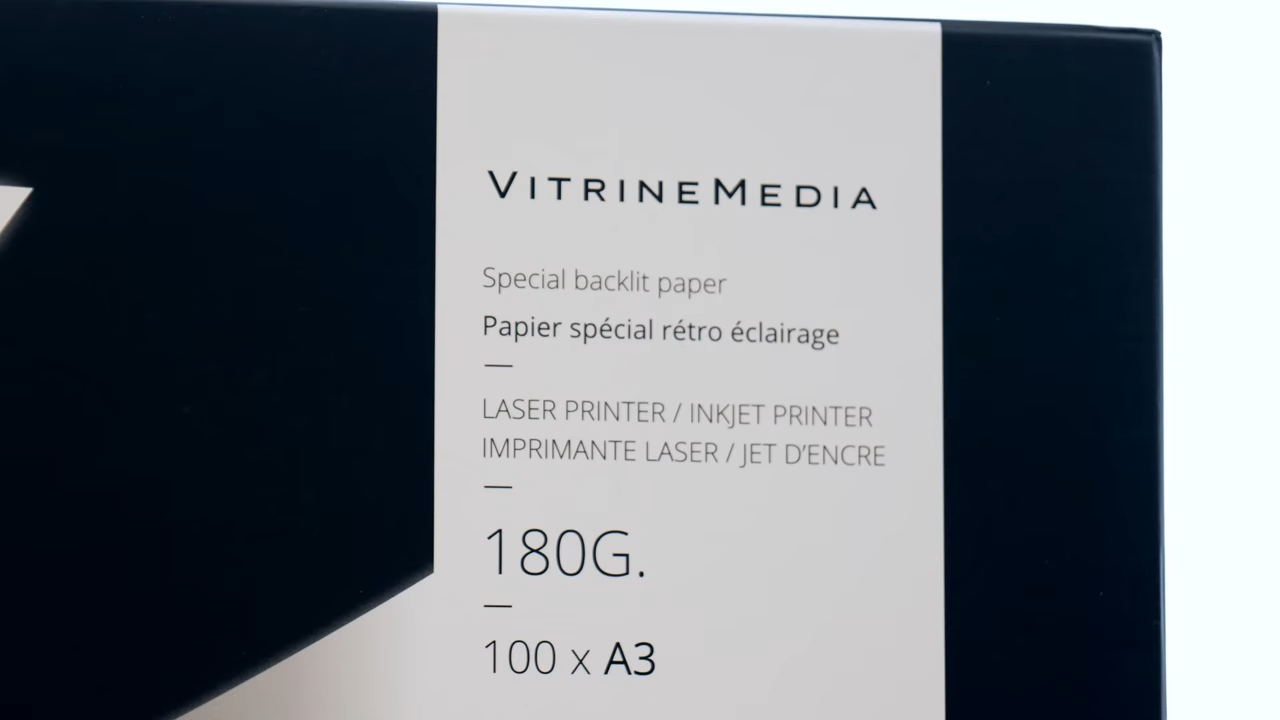 VITRINEMEDIA
Special backlit paper
Papier spécial rétro éclairage
LASER PRINTER / INKJET PRINTER
IMPRIMANTE LASER / JET D'ENCRE
180G.
100 x A3